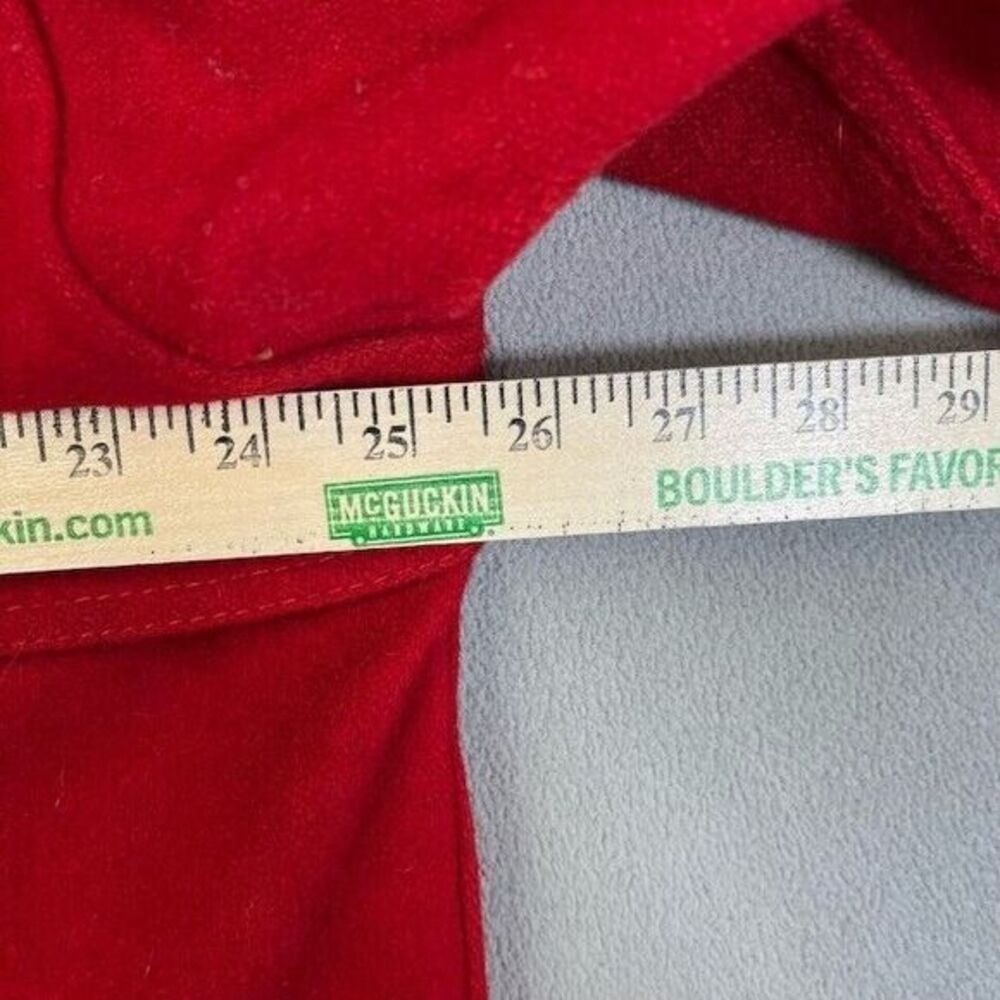 23 24 25 26 27 28 29
kin.com McGUCKIN HARDWARE BOULDER'S FAVOR